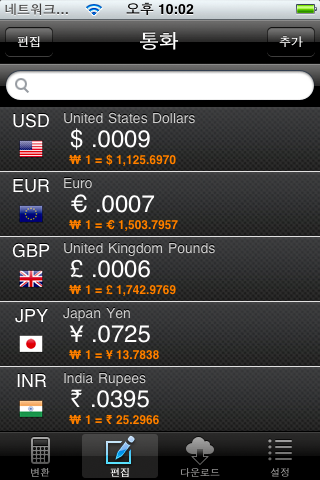 네트워크... 오후 10:02
편집 통화 추가
USD United States Dollars
$ .0009
₩ 1 = $ 1,125.6970
EUR Euro
€ .0007
₩ 1 = € 1,503.7957
GBP United Kingdom Pounds
£ .0006
₩ 1 = £ 1,742.9769
JPY Japan Yen
¥ .0725
₩ 1 = ¥ 13.7838
INR India Rupees
₹ .0395
₩ 1 = ₹ 25.2966
변환 편집 다운로드 설정